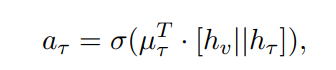 a_τ = σ(μ_τ^T · [h_v||h_τ]),